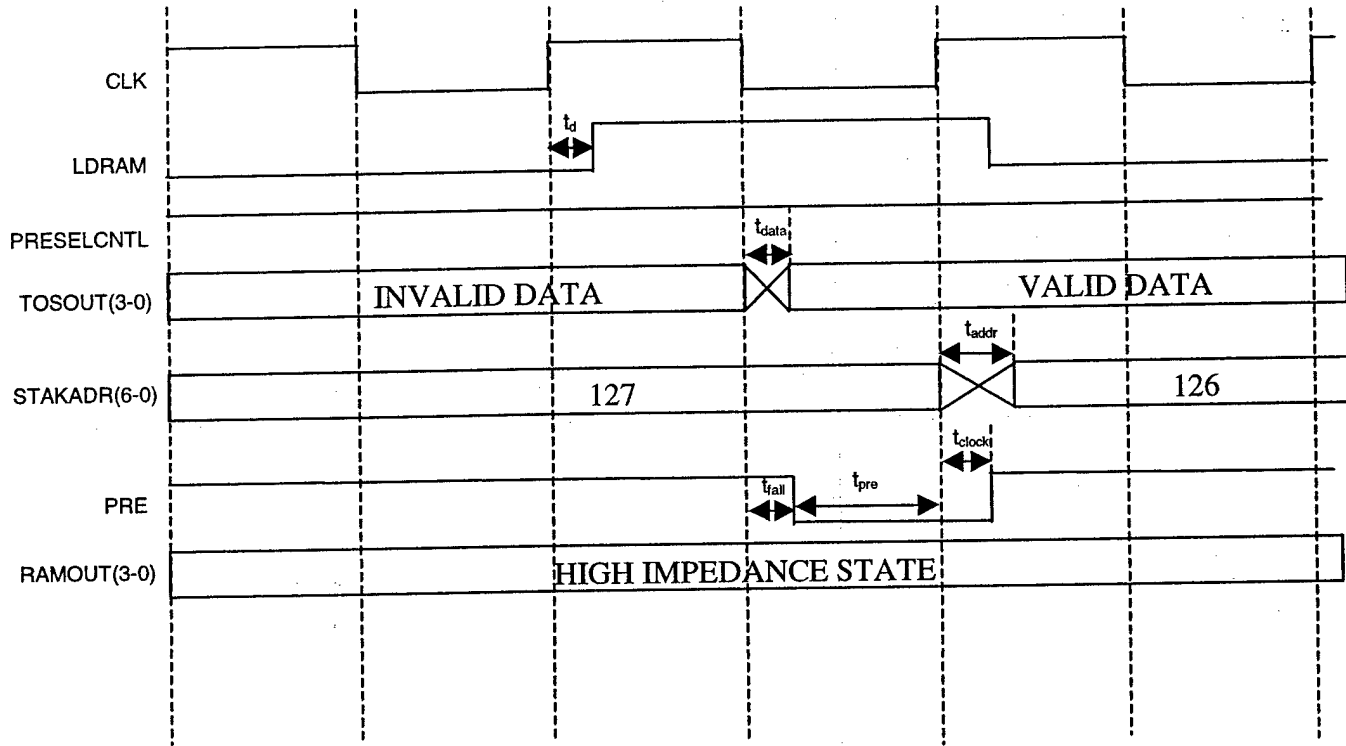 CLK
t_d
LDRAM
PRESELCNTL
t_data
TOSOUT(3-0)
INVALID DATA
VALID DATA
t_addr
STAKADR(6-0)
127
126
t_clock
PRE
t_fall
t_pre
RAMOUT(3-0)
HIGH IMPEDANCE STATE